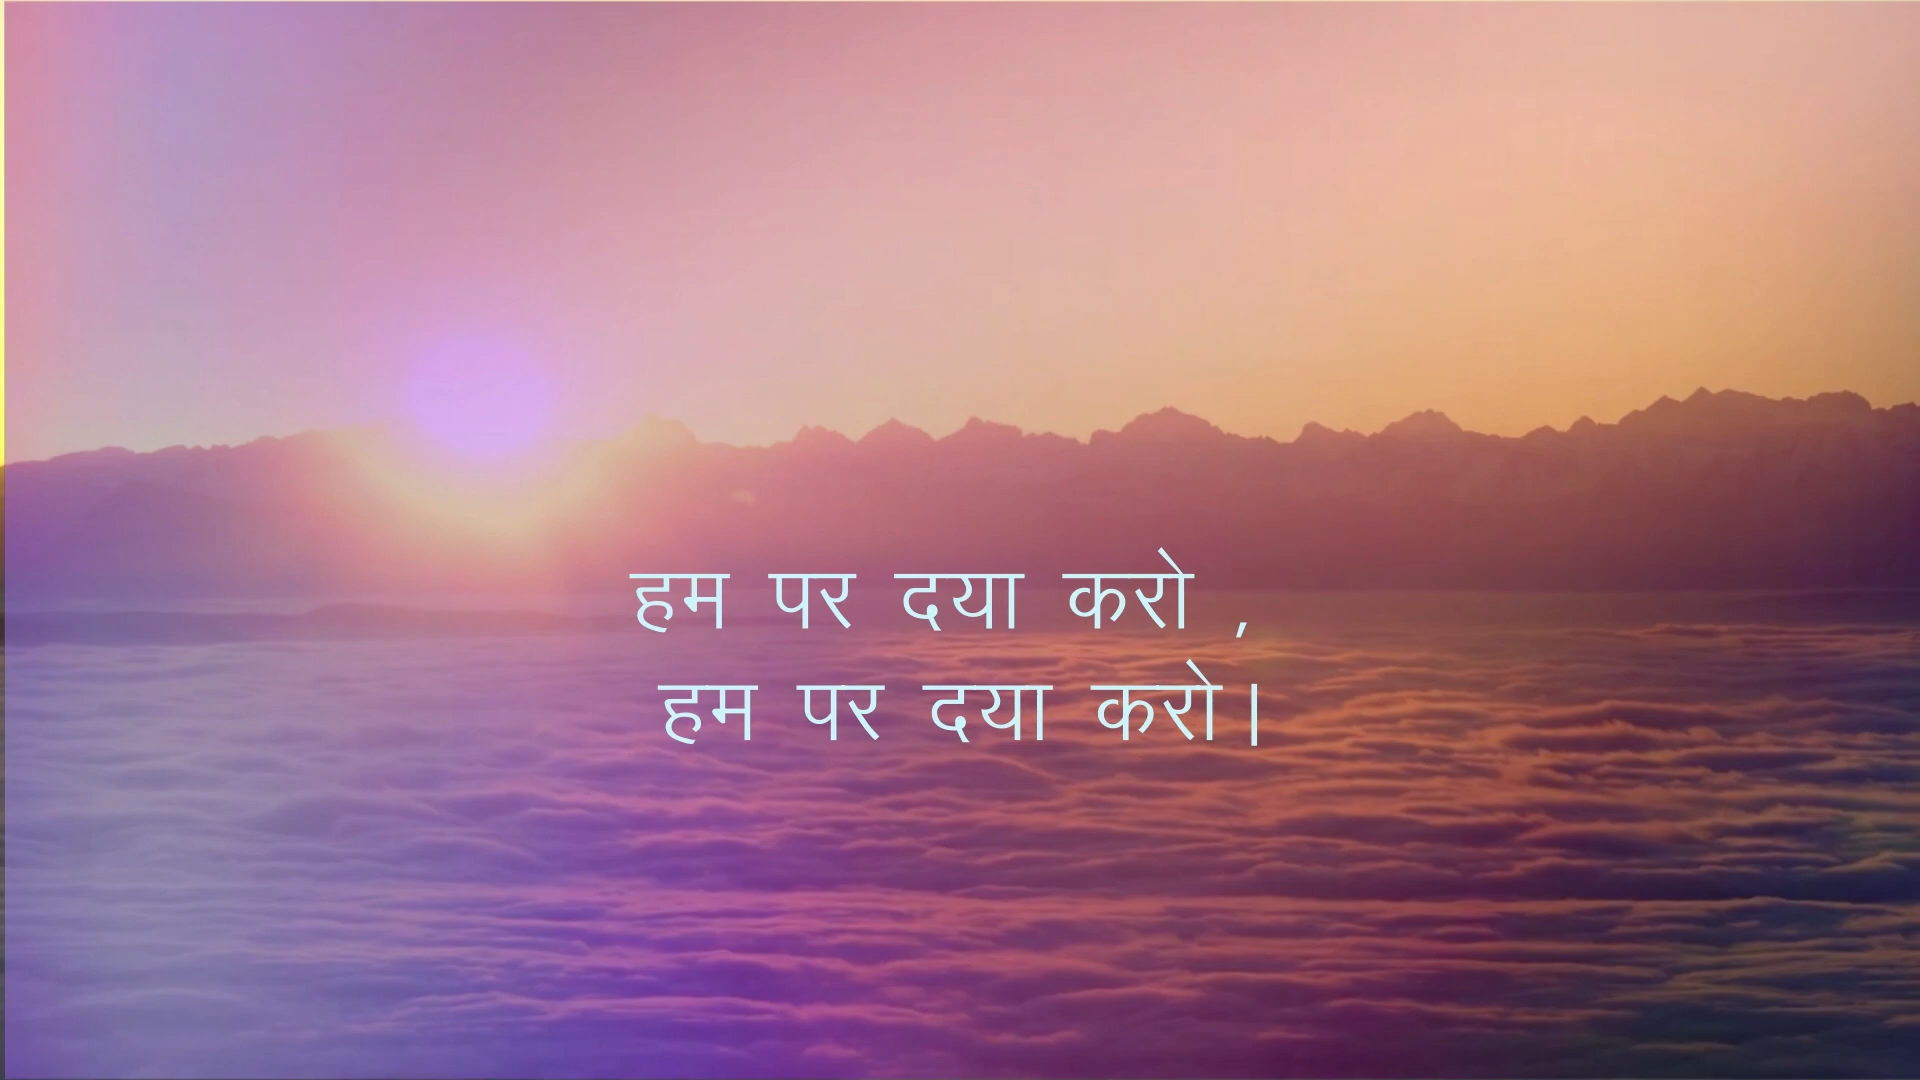 हम पर दया करो ,
हम पर दया करो।